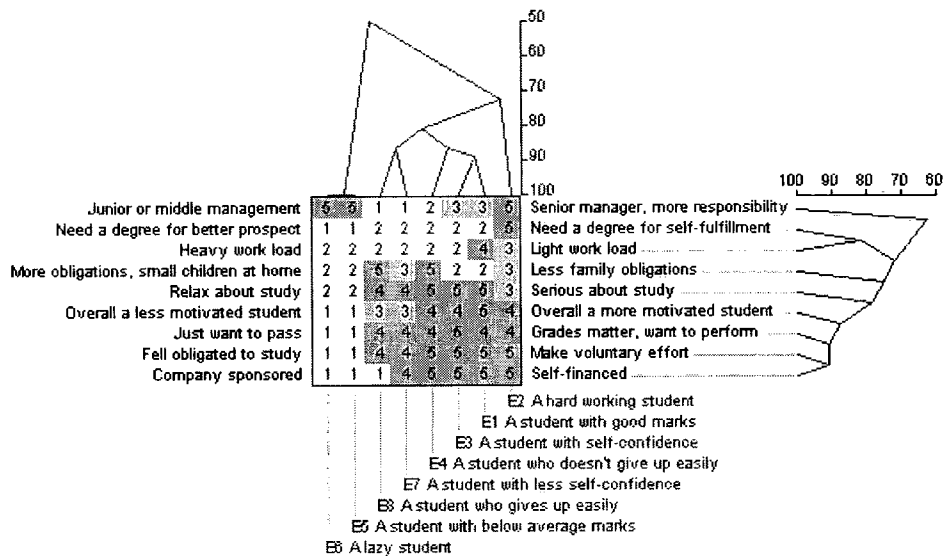 50
60
70
80
90
100
100 90 80 70 60
Junior or middle management 5 5 1 1 2 3 3 5 Senior manager, more responsibility
Need a degree for better prospect 1 1 2 2 2 2 2 5 Need a degree for self-fulfillment
Heavy work load 2 2 2 2 2 2 4 3 Light work load
More obligations, small children at home 2 2 5 3 5 2 2 3 Less family obligations
Relax about study 2 2 4 4 5 5 5 3 Serious about study
Overall a less motivated student 1 1 3 3 4 4 5 4 Overall a more motivated student
Just want to pass 1 1 4 4 4 5 4 4 Grades matter, want to perform
Fell obligated to study 1 1 4 4 5 5 5 5 Make voluntary effort
Company sponsored 1 1 1 4 5 5 5 5 Self-financed
E2 A hard working student
E1 A student with good marks
E3 A student with self-confidence
E4 A student who doesn't give up easily
E7 A student with less self-confidence
E8 A student who gives up easily
E5 A student with below average marks
E6 A lazy student